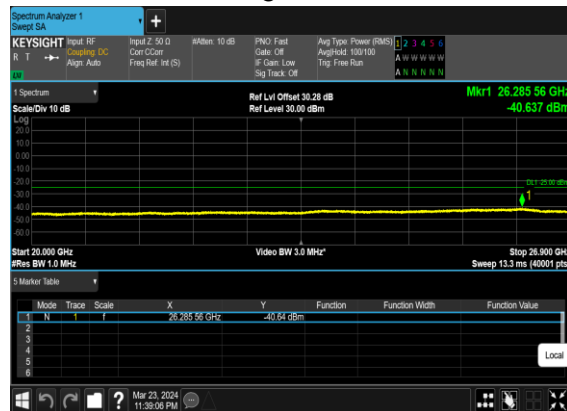 Spectrum Analyzer 1
Swept SA
+
KEYSIGHT Input: RF Input Z: 50 Ω #Atten: 10 dB PNO: Fast Avg Type: Power (RMS) 1 2 3 4 5 6
R T Coupling: DC Corr CCorr Gate: Off Avg|Hold: 100/100 A W W W W W
Align: Auto Freq Ref: Int (S) IF Gain: Low Trig: Free Run
LW Sig Track: Off A N N N N N
1 Spectrum Ref Lvl Offset 30.28 dB Mkr1 26.285 56 GHz
Scale/Div 10 dB Ref Level 30.00 dBm -40.637 dBm
Log
20.0
10.0
0.00
-10.0
-20.0
DL1 -25.00 dBm
-30.0
1
-40.0
-50.0
-60.0
Start 20.000 GHz Video BW 3.0 MHz* Stop 26.900 GHz
#Res BW 1.0 MHz Sweep 13.3 ms (40001 pts)
5 Marker Table
Mode Trace Scale X Y Function Function Width Function Value
1 N 1 f 26.285 56 GHz -40.64 dBm
2
3
4
5
6
Local
? Mar 23, 2024
11:39:06 PM